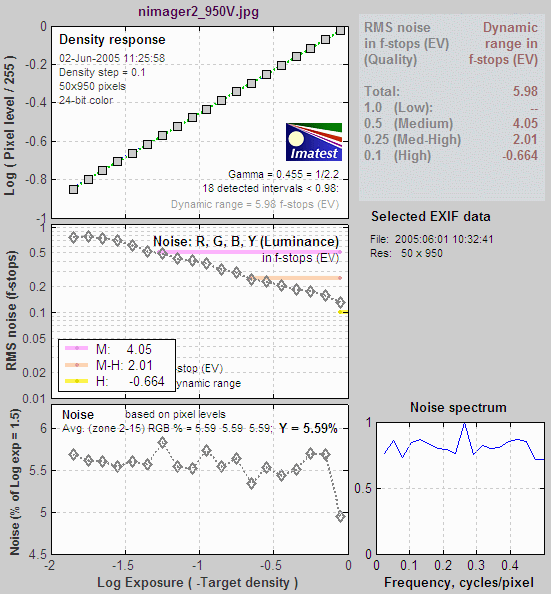 nimager2_950V.jpg
Density response
02-Jun-2005 11:25:58
Density step = 0.1
50x950 pixels
24-bit color
Imatest
Gamma = 0.455 = 1/2.2
18 detected intervals < 0.98:
Dynamic range = 5.98 f-stops (EV)
Log ( Pixel level / 255 )
0
-0.2
-0.4
-0.6
-0.8
-1
RMS noise Dynamic
in f-stops (EV) range in
(Quality) f-stops (EV)
Total: 5.98
1.0 (Low): --
0.5 (Medium) 4.05
0.25 (Med-High) 2.01
0.1 (High) -0.664
Selected EXIF data
File: 2005:06:01 10:32:41
Res: 50 x 950
Noise: R, G, B, Y (Luminance)
in f-stops (EV)
RMS noise (f-stops)
1
0.5
0.2
0.1
0.05
0.02
0.01
M: 4.05
M-H: 2.01
H: -0.664
-stop (EV)
dynamic range
Noise based on pixel levels
Avg. (zone 2-15) RGB % = 5.59 5.59 5.59; Y = 5.59%
Noise (% of Log exp = 1.5)
6
5.5
5
4.5
-2 -1.5 -1 -0.5 0
Log Exposure ( -Target density )
Noise spectrum
1
0.5
0
0 0.1 0.2 0.3 0.4
Frequency, cycles/pixel